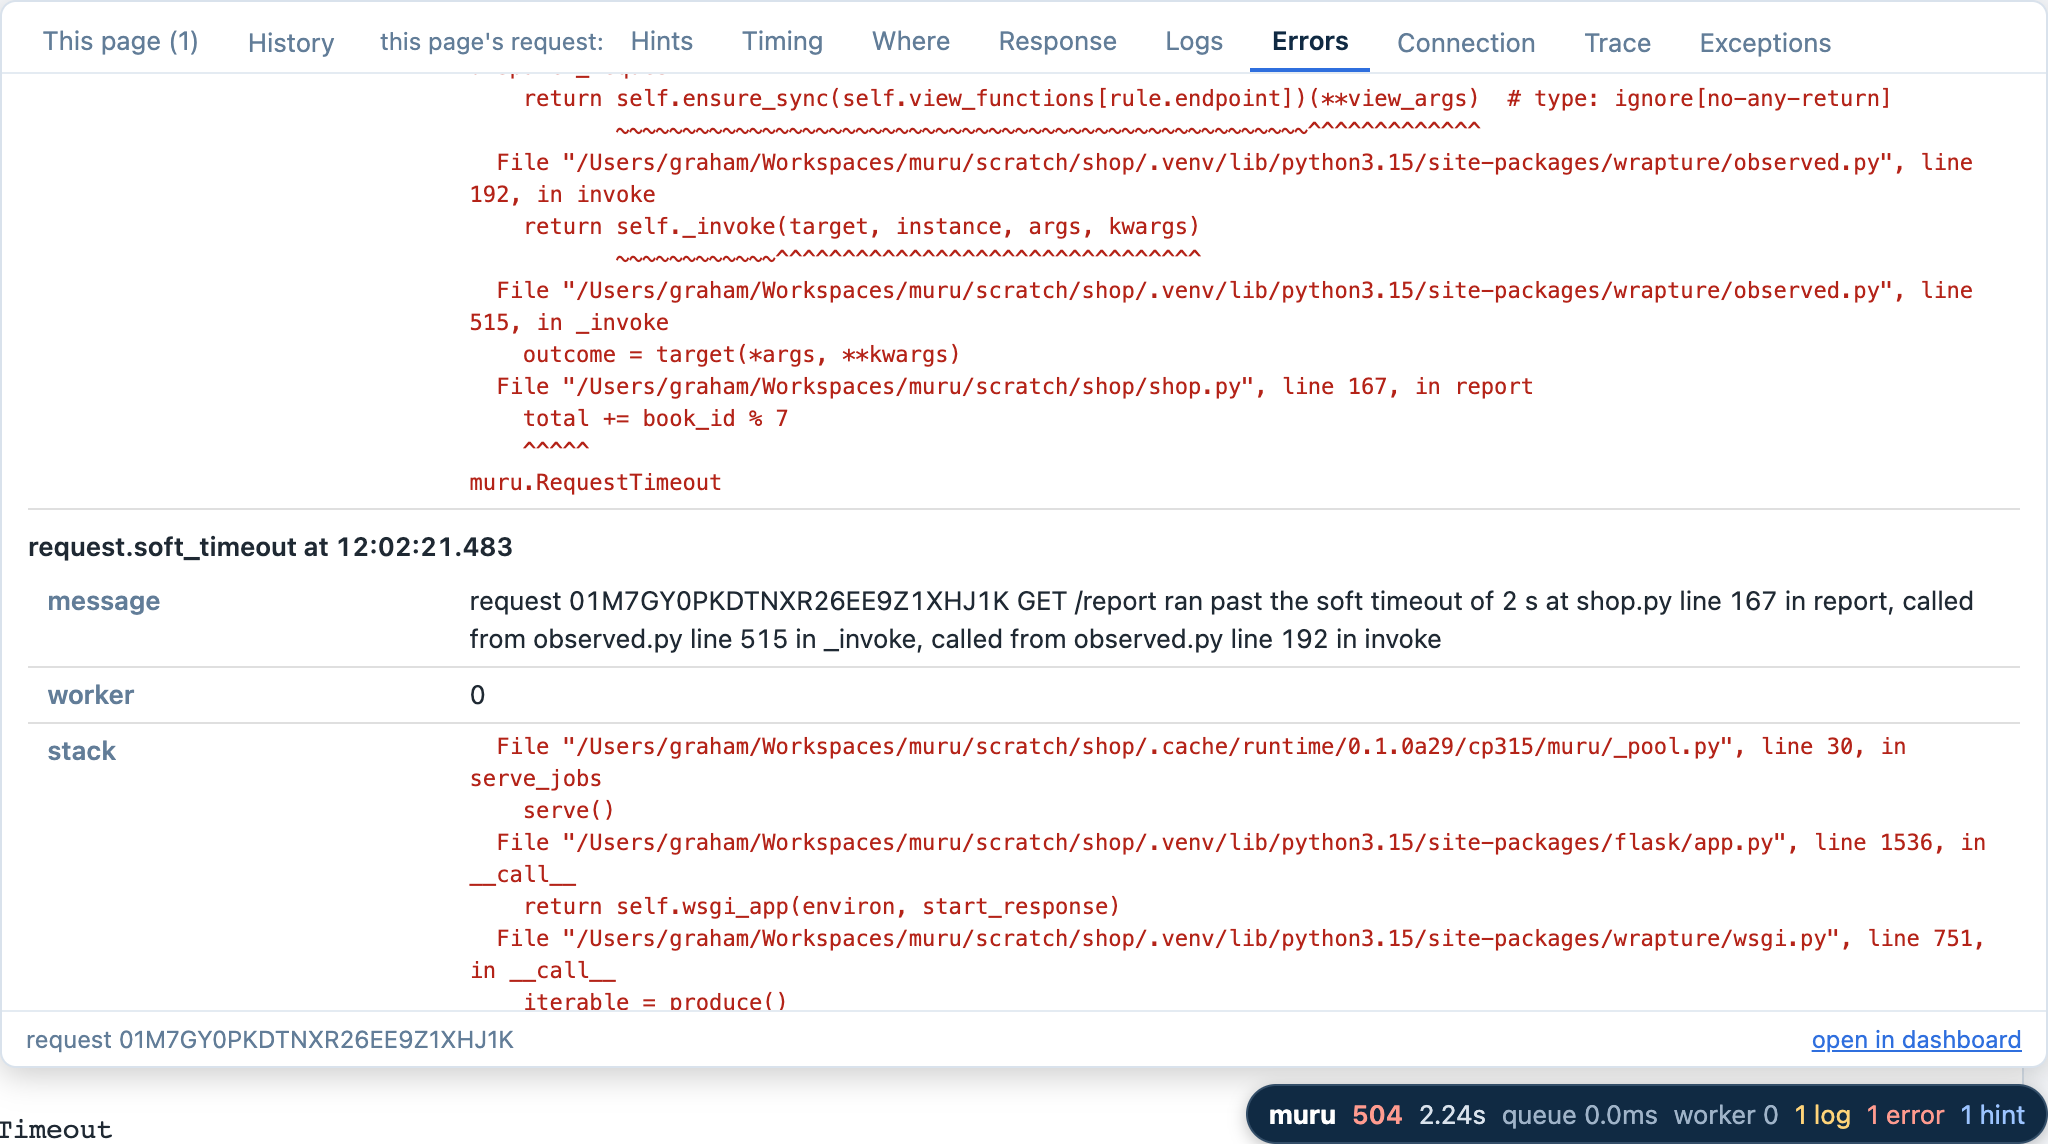 This page (1) History this page's request: Hints Timing Where Response Logs Errors Connection Trace Exceptions
return self.ensure_sync(self.view_functions[rule.endpoint])(**view_args)  # type: ignore[no-any-return]
~~~~~~~~~~~~~~~~~~~~~~~~~~~~~~~~~~~~~~~~~~~~~~~~~~~~^^^^^^^^^^^^^
File "/Users/graham/Workspaces/muru/scratch/shop/.venv/lib/python3.15/site-packages/wrapture/observed.py", line
192, in invoke
return self._invoke(target, instance, args, kwargs)
~~~~~~~~~~~~^^^^^^^^^^^^^^^^^^^^^^^^^^^^^^^^
File "/Users/graham/Workspaces/muru/scratch/shop/.venv/lib/python3.15/site-packages/wrapture/observed.py", line
515, in _invoke
outcome = target(*args, **kwargs)
File "/Users/graham/Workspaces/muru/scratch/shop/shop.py", line 167, in report
total += book_id % 7
^^^^^
muru.RequestTimeout
request.soft_timeout at 12:02:21.483
message request 01M7GY0PKDTNXR26EE9Z1XHJ1K GET /report ran past the soft timeout of 2 s at shop.py line 167 in report, called
from observed.py line 515 in _invoke, called from observed.py line 192 in invoke
worker 0
stack File "/Users/graham/Workspaces/muru/scratch/shop/.cache/runtime/0.1.0a29/cp315/muru/_pool.py", line 30, in
serve_jobs
serve()
File "/Users/graham/Workspaces/muru/scratch/shop/.venv/lib/python3.15/site-packages/flask/app.py", line 1536, in
__call__
return self.wsgi_app(environ, start_response)
File "/Users/graham/Workspaces/muru/scratch/shop/.venv/lib/python3.15/site-packages/wrapture/wsgi.py", line 751,
in __call__
iterable = produce()
request 01M7GY0PKDTNXR26EE9Z1XHJ1K open in dashboard
muru 504 2.24s queue 0.0ms worker 0 1 log 1 error 1 hint
Timeout